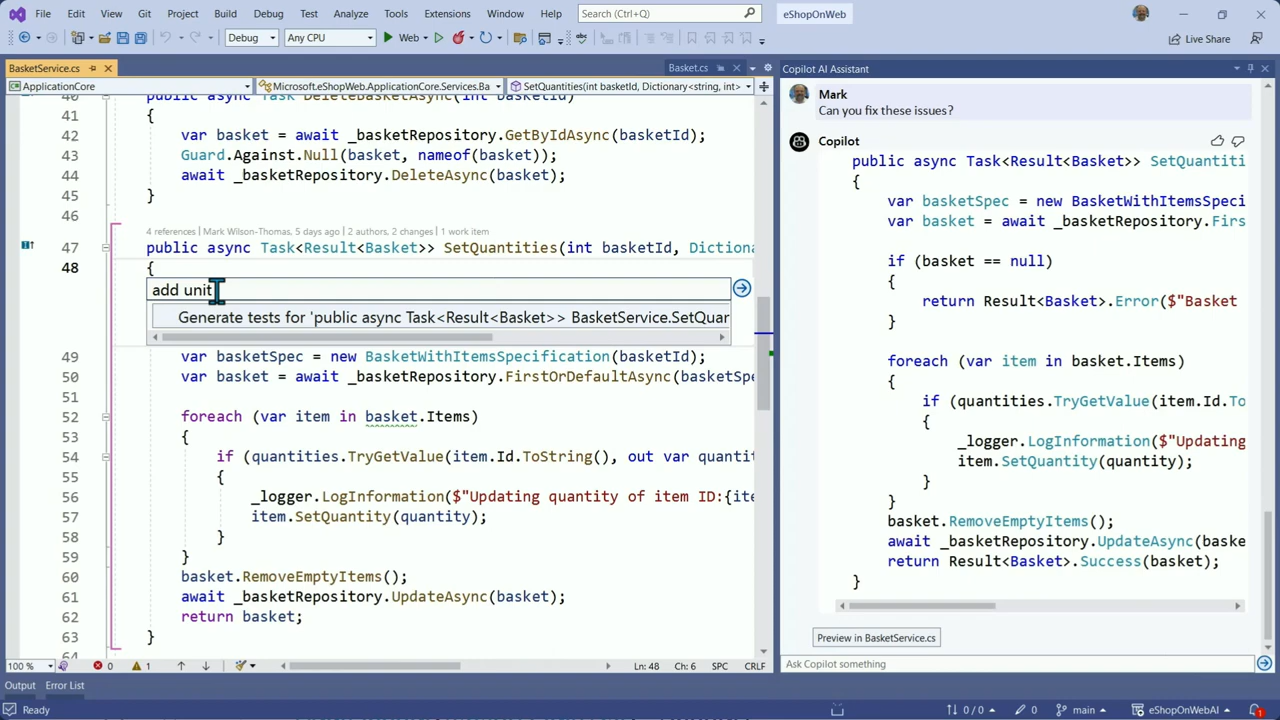 File Edit View Git Project Build Debug Test Analyze Tools Extensions Window Help Search (Ctrl+Q) eShopOnWeb
Debug Any CPU Web Live Share
BasketService.cs Basket.cs
ApplicationCore Microsoft.eShopWeb.ApplicationCore.Services.Ba SetQuantities(int basketId, Dictionary<string, int>
40 public async Task DeleteBasketAsync(int basketId)
41 {
42 var basket = await _basketRepository.GetByIdAsync(basketId);
43 Guard.Against.Null(basket, nameof(basket));
44 await _basketRepository.DeleteAsync(basket);
45 }
46
4 references | Mark Wilson-Thomas, 5 days ago | 2 authors, 2 changes | 1 work item
47 public async Task<Result<Basket>> SetQuantities(int basketId, Dictiona
48 {
add unit
Generate tests for 'public async Task<Result<Basket>> BasketService.SetQuar
49 var basketSpec = new BasketWithItemsSpecification(basketId);
50 var basket = await _basketRepository.FirstOrDefaultAsync(basketSpe
51
52 foreach (var item in basket.Items)
53 {
54 if (quantities.TryGetValue(item.Id.ToString(), out var quantit
55 {
56 _logger.LogInformation($"Updating quantity of item ID:{ite
57 item.SetQuantity(quantity);
58 }
59 }
60 basket.RemoveEmptyItems();
61 await _basketRepository.UpdateAsync(basket);
62 return basket;
63 }
64
100 % 0 1 Ln: 48 Ch: 6 SPC CRLF
Copilot AI Assistant
Mark
Can you fix these issues?
Copilot
public async Task<Result<Basket>> SetQuantiti
{
var basketSpec = new BasketWithItemsSpeci
var basket = await _basketRepository.Firs
if (basket == null)
{
return Result<Basket>.Error($"Basket
}
foreach (var item in basket.Items)
{
if (quantities.TryGetValue(item.Id.To
{
_logger.LogInformation($"Updating
item.SetQuantity(quantity);
}
}
basket.RemoveEmptyItems();
await _basketRepository.UpdateAsync(baske
return Result<Basket>.Success(basket);
}
Preview in BasketService.cs
Ask Copilot something
Output Error List
Ready 0 / 0 0 main eShopOnWebAI 1